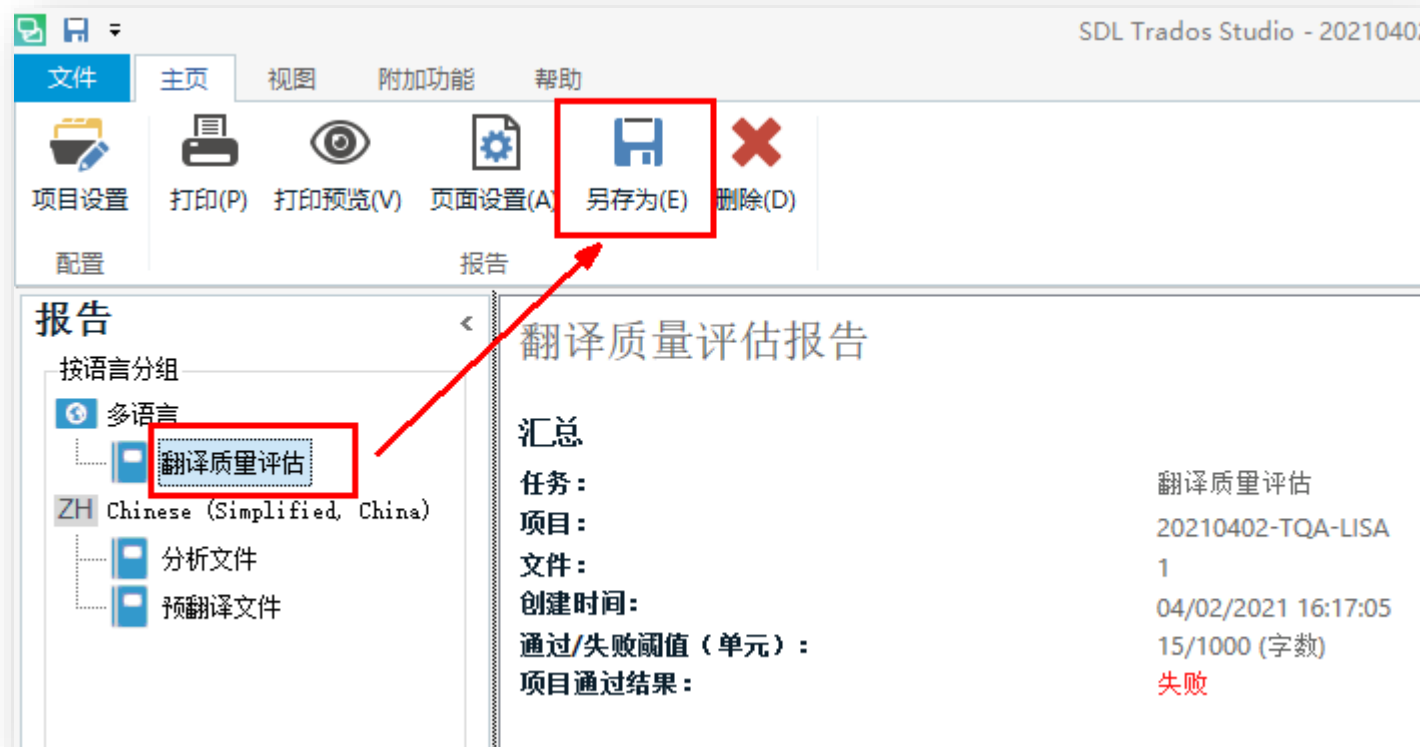 SDL Trados Studio - 2021040
文件 主页 视图 附加功能 帮助
项目设置 打印(P) 打印预览(V) 页面设置(A) 另存为(E) 删除(D)
配置 报告
报告
按语言分组
多语言
翻译质量评估
ZH Chinese (Simplified, China)
分析文件
预翻译文件
翻译质量评估报告
汇总
任务： 翻译质量评估
项目： 20210402-TQA-LISA
文件： 1
创建时间： 04/02/2021 16:17:05
通过/失败阈值（单元）： 15/1000 (字数)
项目通过结果： 失败